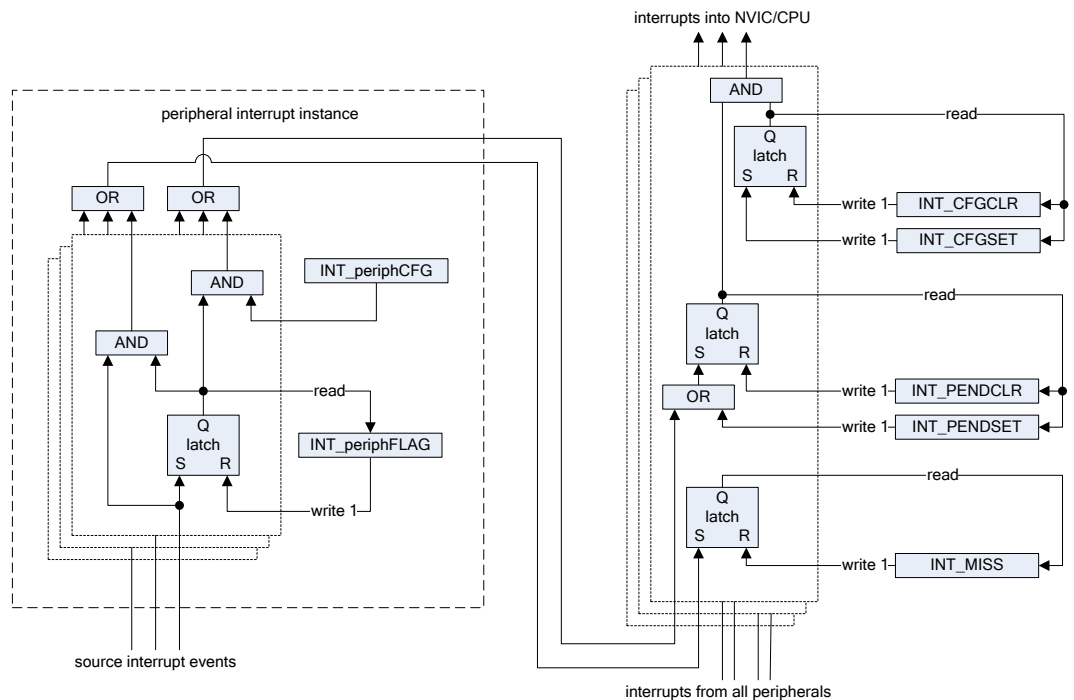 interrupts into NVIC/CPU
peripheral interrupt instance
AND
read
Q
latch
S R
write 1 INT_CFGCLR
write 1 INT_CFGSET
OR OR
AND INT_periphCFG
AND
read
Q
latch
S R
INT_periphFLAG
write 1
read
Q
latch
S R
write 1 INT_PENDCLR
OR
write 1 INT_PENDSET
read
Q
latch
S R
write 1 INT_MISS
source interrupt events
interrupts from all peripherals